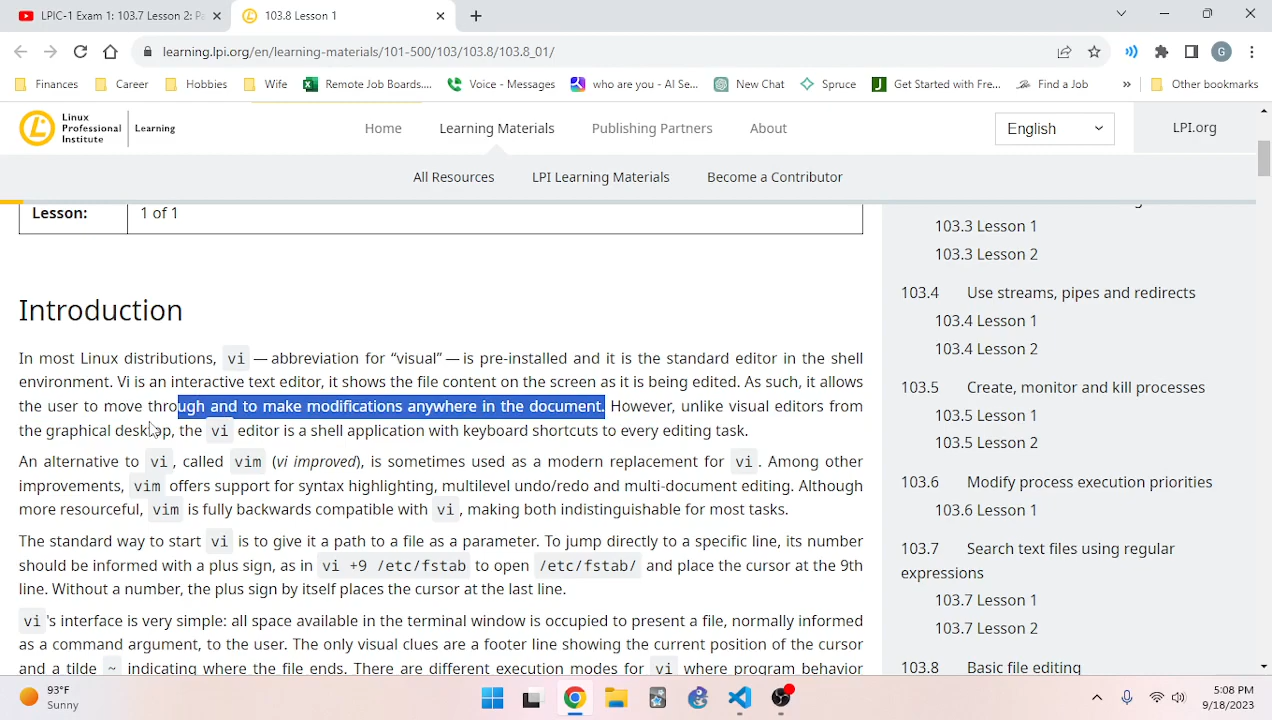 LPIC-1 Exam 1: 103.7 Lesson 2: Pa
103.8 Lesson 1
learning.lpi.org/en/learning-materials/101-500/103/103.8/103.8_01/
G
Finances
Career
Hobbies
Wife
Remote Job Boards....
Voice - Messages
who are you - AI Se...
New Chat
Spruce
Get Started with Fre...
Find a Job
»
Other bookmarks
Linux
Professional
Institute
Learning
Home
Learning Materials
Publishing Partners
About
English
LPI.org
All Resources
LPI Learning Materials
Become a Contributor
Lesson:
1 of 1
Introduction
In most Linux distributions, vi — abbreviation for “visual” — is pre-installed and it is the standard editor in the shell
environment. Vi is an interactive text editor, it shows the file content on the screen as it is being edited. As such, it allows
the user to move through and to make modifications anywhere in the document. However, unlike visual editors from
the graphical desktop, the vi editor is a shell application with keyboard shortcuts to every editing task.
An alternative to vi, called vim (vi improved), is sometimes used as a modern replacement for vi. Among other
improvements, vim offers support for syntax highlighting, multilevel undo/redo and multi-document editing. Although
more resourceful, vim is fully backwards compatible with vi, making both indistinguishable for most tasks.
The standard way to start vi is to give it a path to a file as a parameter. To jump directly to a specific line, its number
should be informed with a plus sign, as in vi +9 /etc/fstab to open /etc/fstab/ and place the cursor at the 9th
line. Without a number, the plus sign by itself places the cursor at the last line.
vi's interface is very simple: all space available in the terminal window is occupied to present a file, normally informed
as a command argument, to the user. The only visual clues are a footer line showing the current position of the cursor
and a tilde ~ indicating where the file ends. There are different execution modes for vi where program behavior
103.3 Lesson 1
103.3 Lesson 2
103.4 Use streams, pipes and redirects
103.4 Lesson 1
103.4 Lesson 2
103.5 Create, monitor and kill processes
103.5 Lesson 1
103.5 Lesson 2
103.6 Modify process execution priorities
103.6 Lesson 1
103.7 Search text files using regular
expressions
103.7 Lesson 1
103.7 Lesson 2
103.8 Basic file editing
93°F
Sunny
5:08 PM
9/18/2023